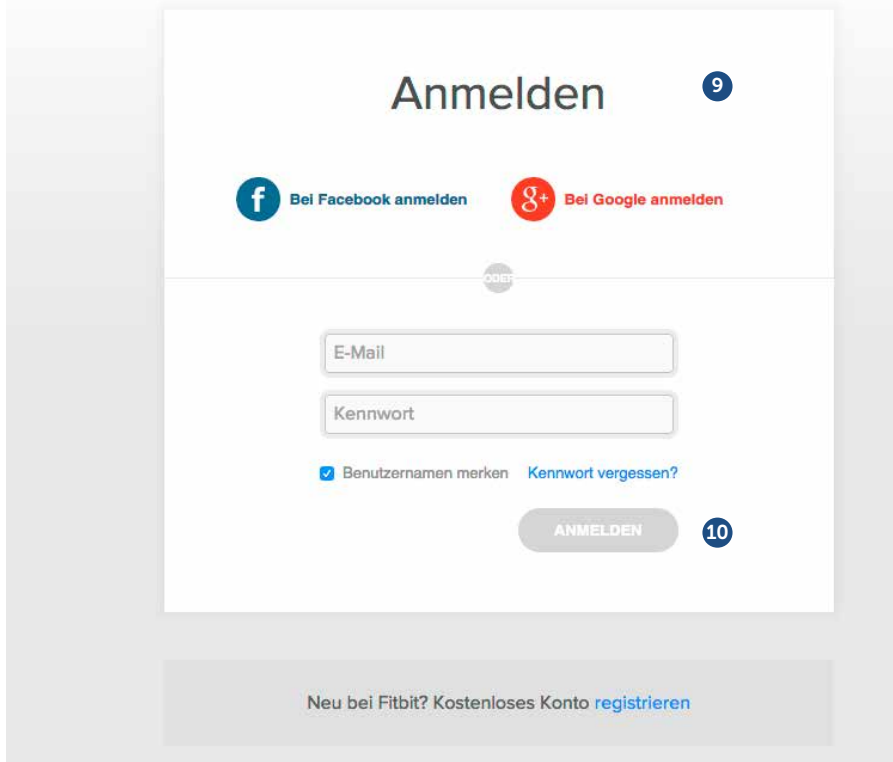 Anmelden 9
f Bei Facebook anmelden g+ Bei Google anmelden
ODER
E-Mail
Kennwort
Benutzernamen merken Kennwort vergessen?
ANMELDEN 10
Neu bei Fitbit? Kostenloses Konto registrieren